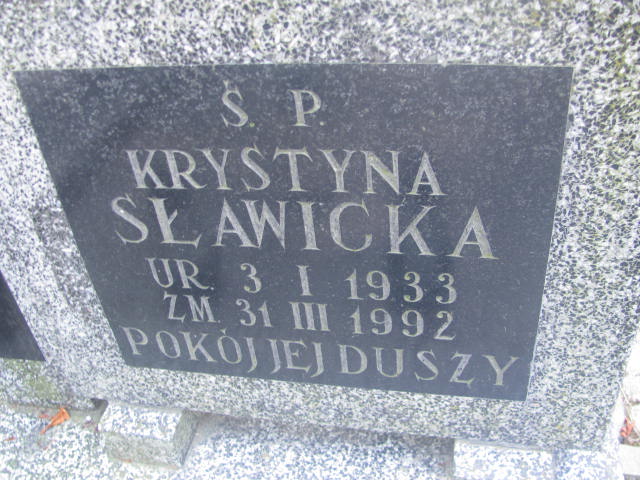 Ś. P
KRYSTYNA
SŁAWICKA
UR. 3 I 1933
ZM. 31 III 1992
POKÓJ JEJ DUSZY